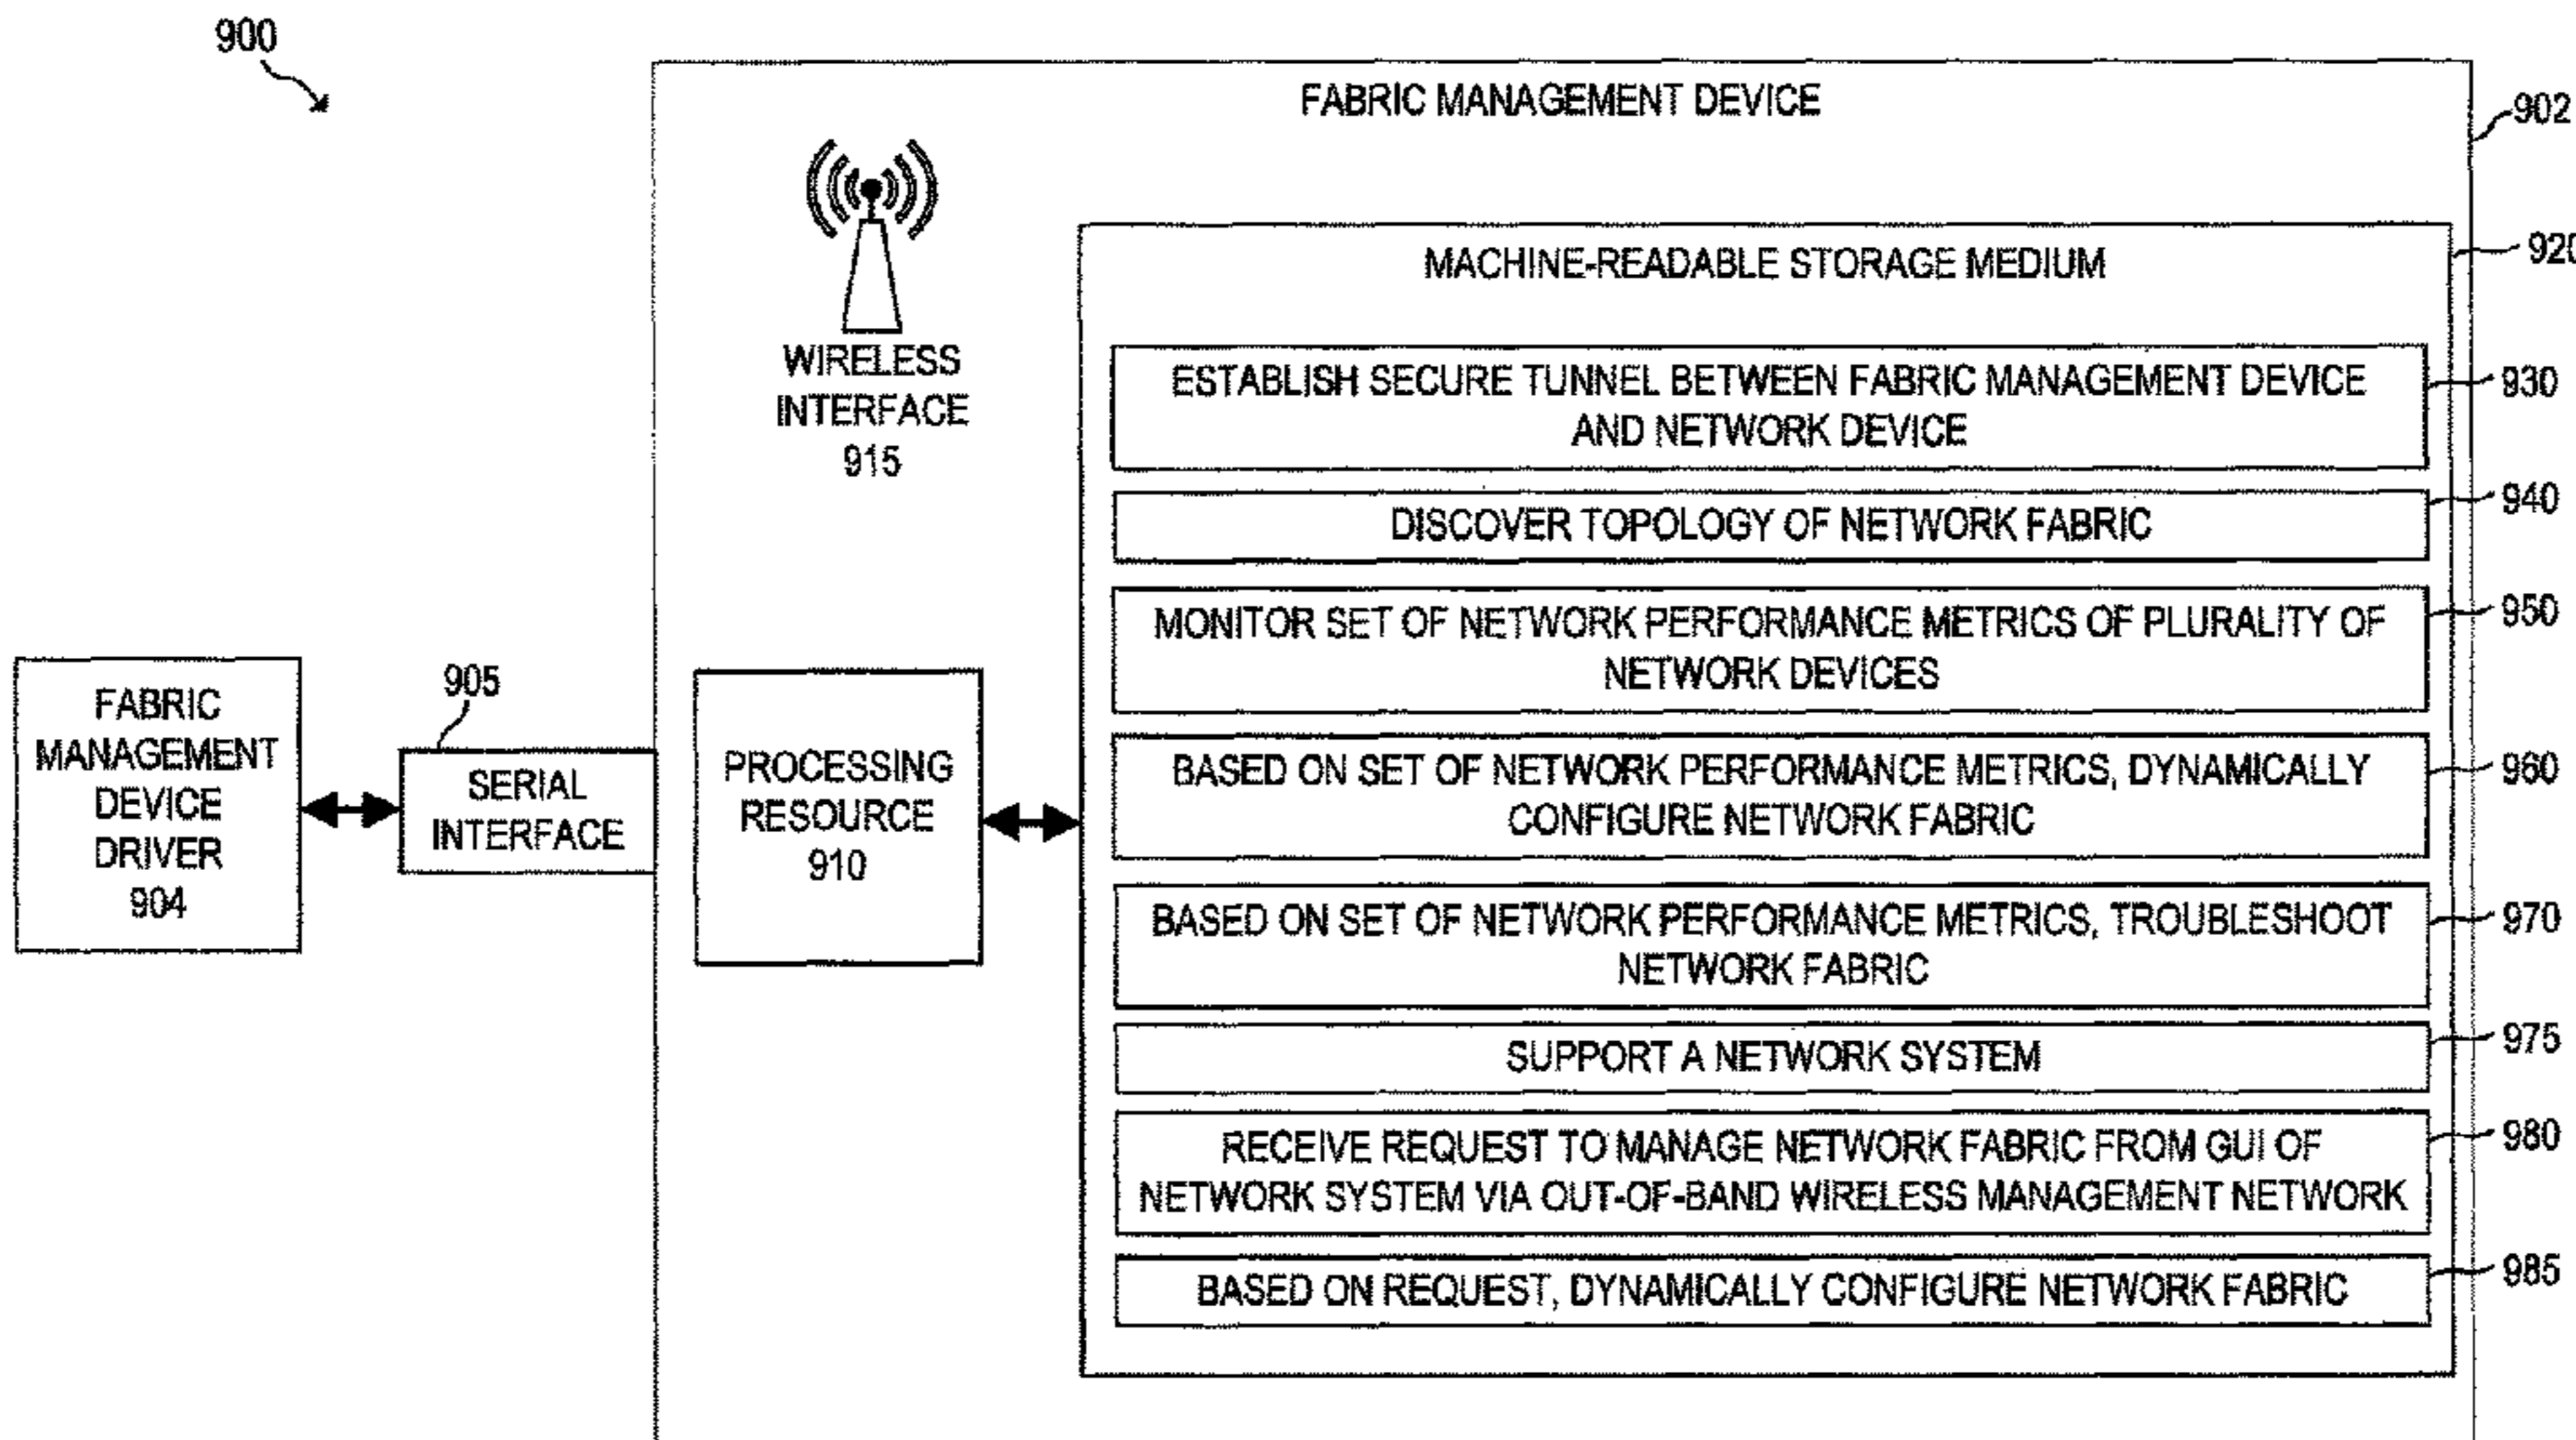 900
FABRIC MANAGEMENT DEVICE
902
WIRELESS
INTERFACE
915
MACHINE-READABLE STORAGE MEDIUM
920
ESTABLISH SECURE TUNNEL BETWEEN FABRIC MANAGEMENT DEVICE
AND NETWORK DEVICE
930
DISCOVER TOPOLOGY OF NETWORK FABRIC
940
MONITOR SET OF NETWORK PERFORMANCE METRICS OF PLURALITY OF
NETWORK DEVICES
950
FABRIC
MANAGEMENT
DEVICE
DRIVER
904
905
SERIAL
INTERFACE
PROCESSING
RESOURCE
910
BASED ON SET OF NETWORK PERFORMANCE METRICS, DYNAMICALLY
CONFIGURE NETWORK FABRIC
960
BASED ON SET OF NETWORK PERFORMANCE METRICS, TROUBLESHOOT
NETWORK FABRIC
970
SUPPORT A NETWORK SYSTEM
975
RECEIVE REQUEST TO MANAGE NETWORK FABRIC FROM GUI OF
NETWORK SYSTEM VIA OUT-OF-BAND WIRELESS MANAGEMENT NETWORK
980
BASED ON REQUEST, DYNAMICALLY CONFIGURE NETWORK FABRIC
985